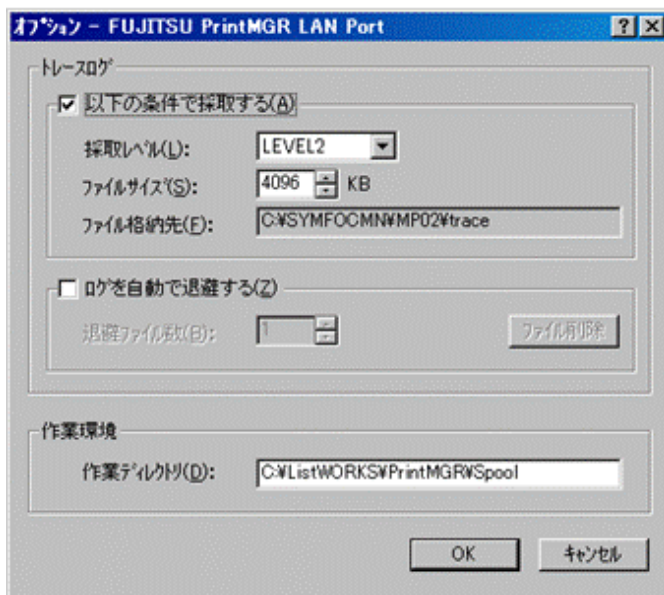 ｵﾌﾟｼｮﾝ - FUJITSU PrintMGR LAN Port
ﾄﾚｰｽﾛｸﾞ
以下の条件で採取する(A)
採取ﾚﾍﾞﾙ(L): LEVEL2
ﾌｧｲﾙｻｲｽﾞ(S): 4096 KB
ﾌｧｲﾙ格納先(F): C:¥SYMFOCMN¥MP02¥trace
ﾛｸﾞを自動で退避する(Z)
退避ﾌｧｲﾙ数(B): 1 ﾌｧｲﾙ削除
作業環境
作業ﾃﾞｨﾚｸﾄﾘ(D): C:¥ListWORKS¥PrintMGR¥Spool
OK ｷｬﾝｾﾙ